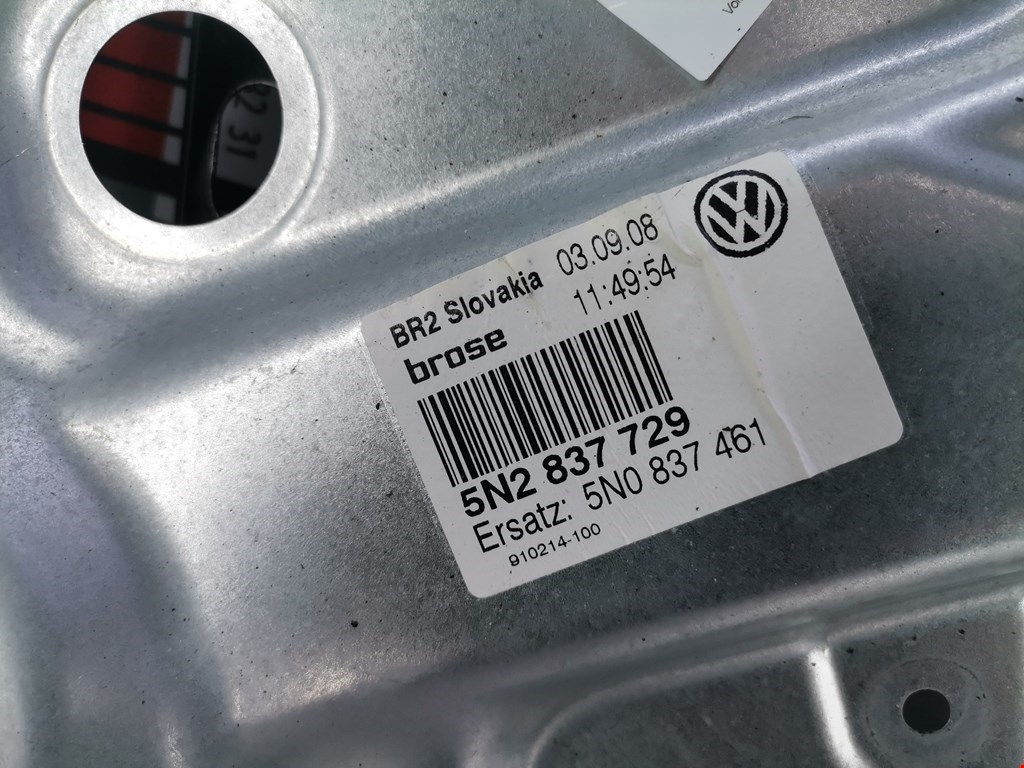 BR2 Slovakia 03.09.08
brose 11:49:54
5N2 837 729
Ersatz: 5N0 837 461
910214-100